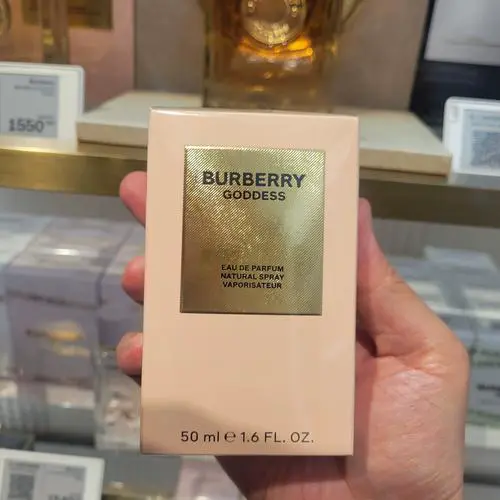 1550
BURBERRY
GODDESS
EAU DE PARFUM
NATURAL SPRAY
VAPORISATEUR
50 ml e 1.6 FL. OZ.